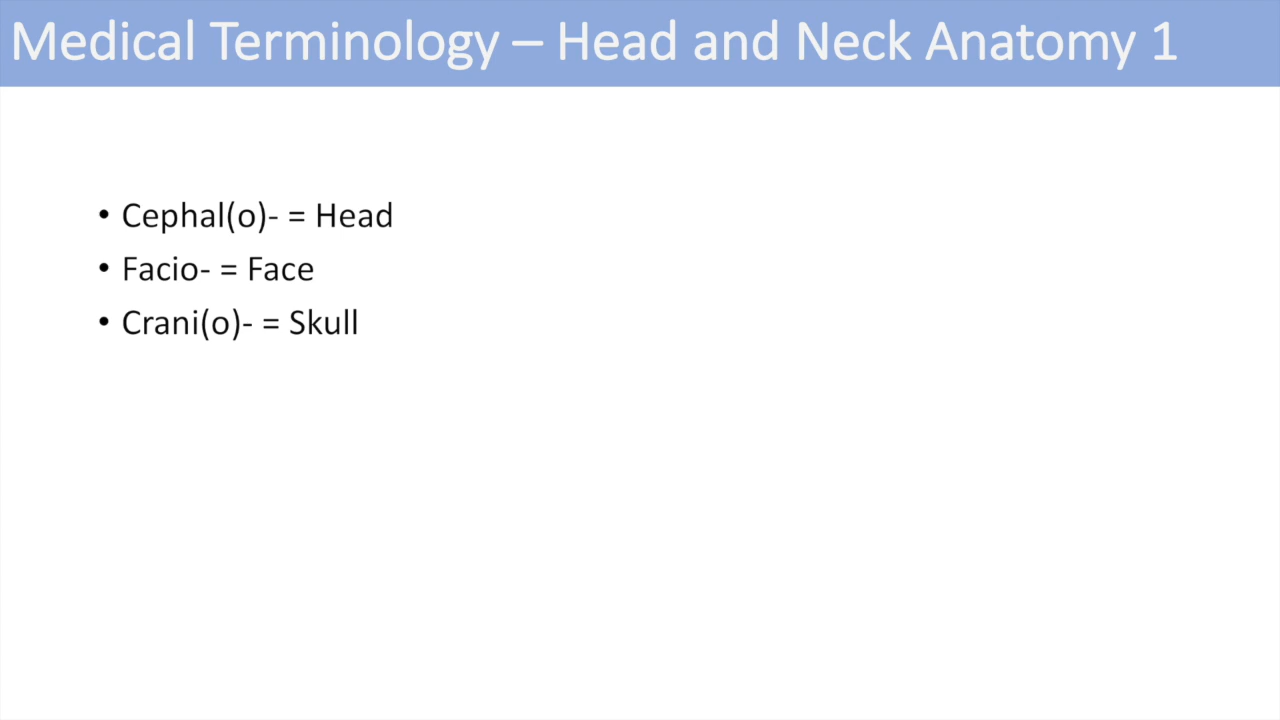 Medical Terminology – Head and Neck Anatomy 1
• Cephal(o)- = Head
• Facio- = Face
• Crani(o)- = Skull